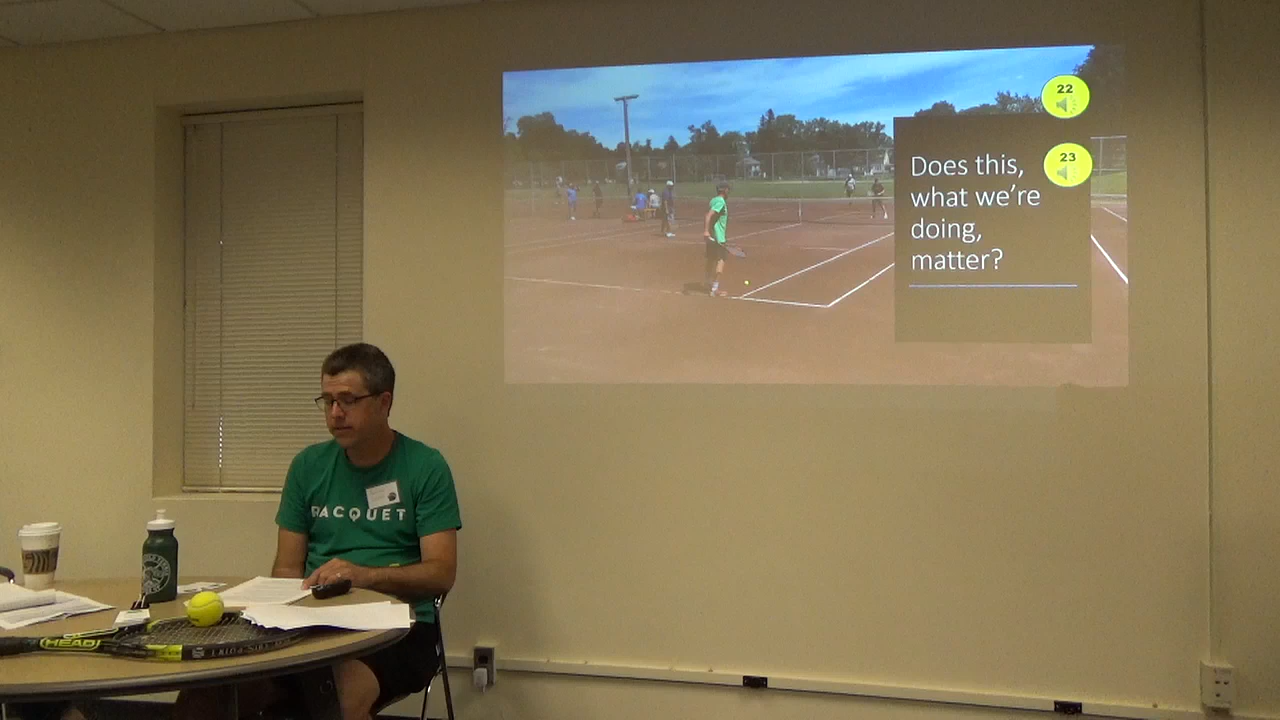 22
23
Does this,
what we're
doing,
matter?
RACQUET
HEAD